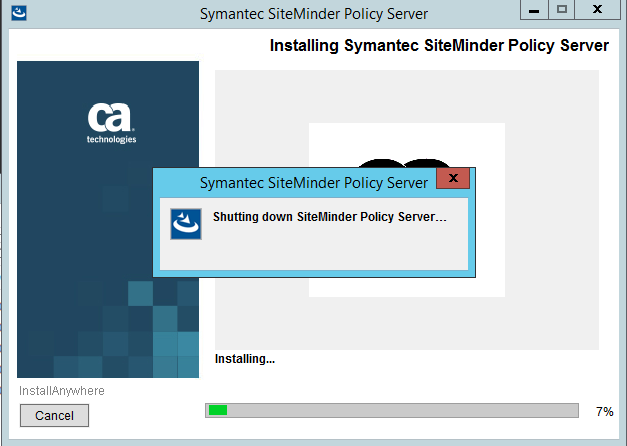 Symantec SiteMinder Policy Server
Installing Symantec SiteMinder Policy Server
ca
technologies
Symantec SiteMinder Policy Server
Shutting down SiteMinder Policy Server...
Installing...
InstallAnywhere
Cancel
7%